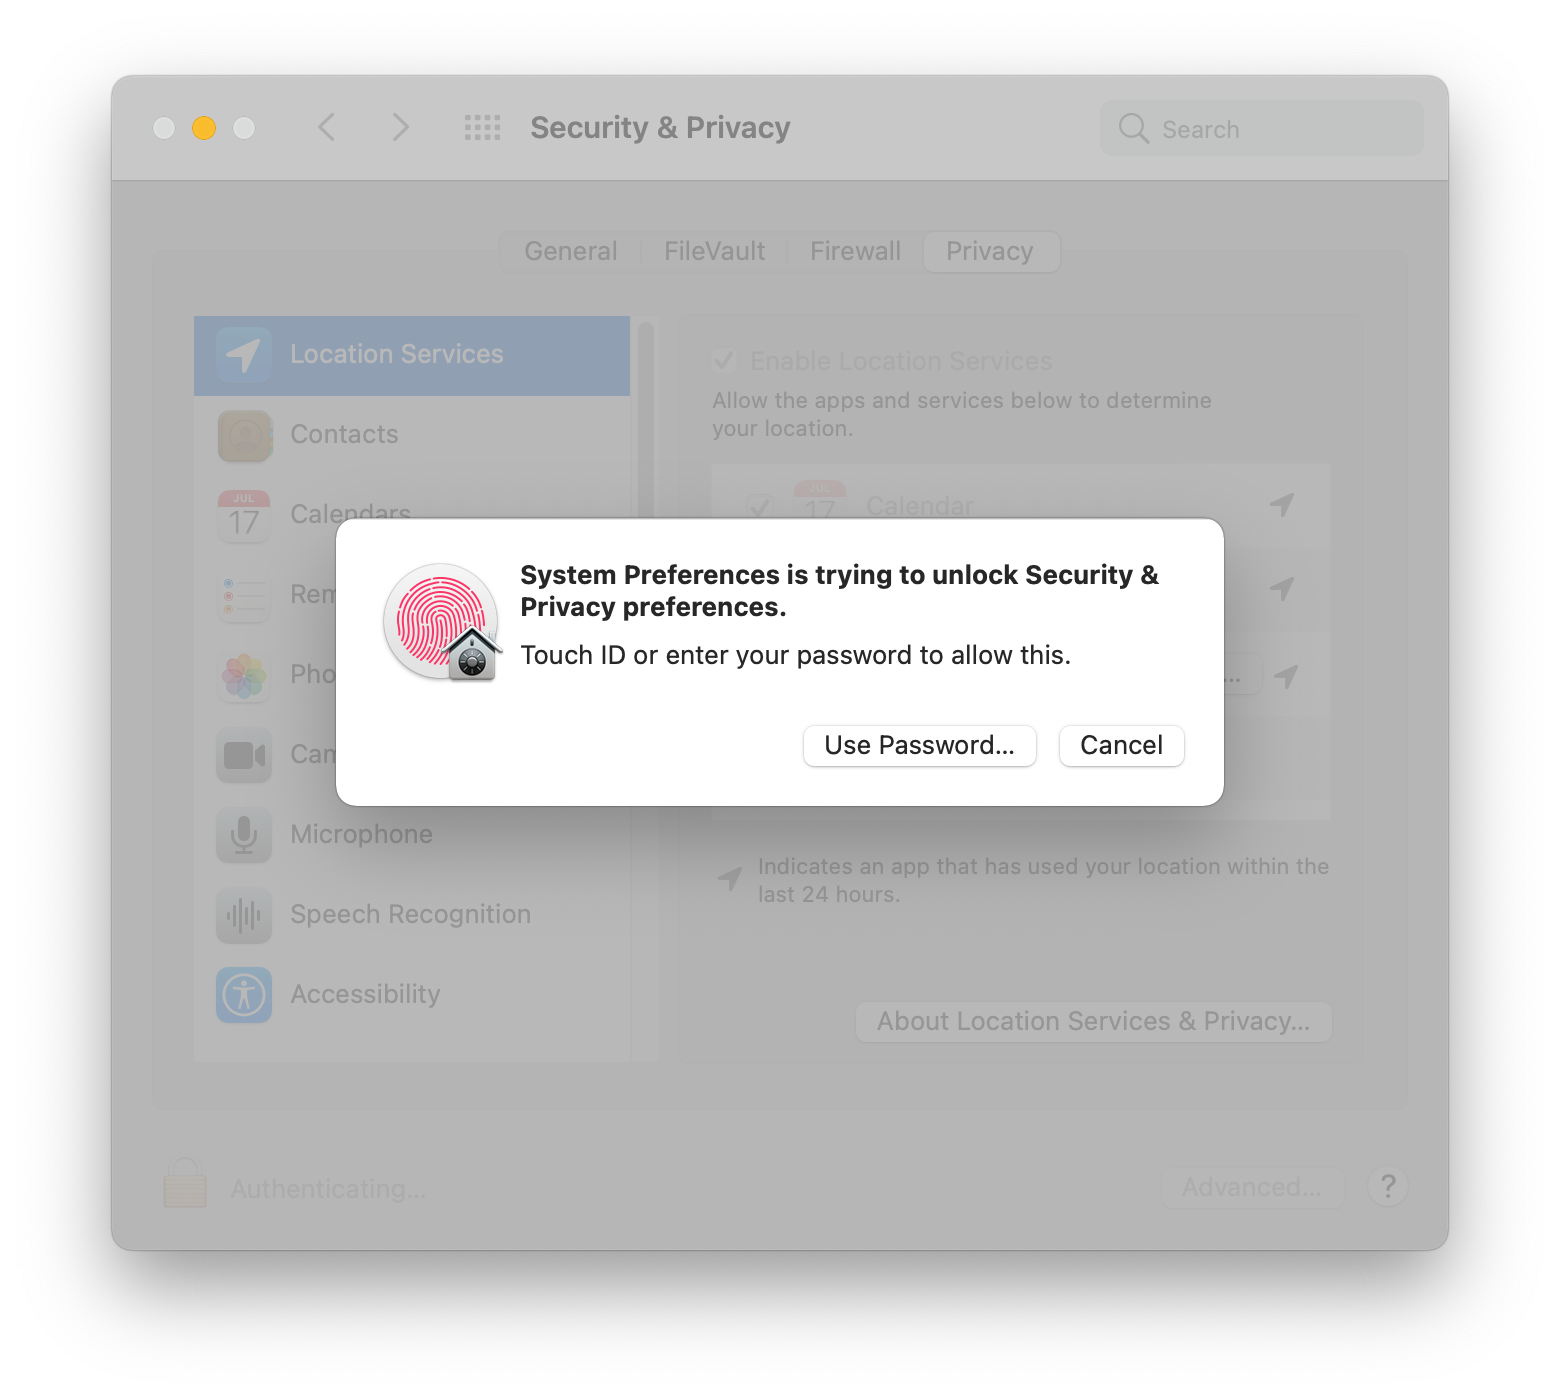 Security & Privacy
Search
General
FileVault
Firewall
Privacy
Location Services
Contacts
JUL
17
Calendars
Rem
Pho
Cam
Microphone
Speech Recognition
Accessibility
Enable Location Services
Allow the apps and services below to determine
your location.
JUL
17
Calendar
...
Indicates an app that has used your location within the
last 24 hours.
About Location Services & Privacy...
System Preferences is trying to unlock Security &
Privacy preferences.
Touch ID or enter your password to allow this.
Use Password...
Cancel
Authenticating...
Advanced...
?